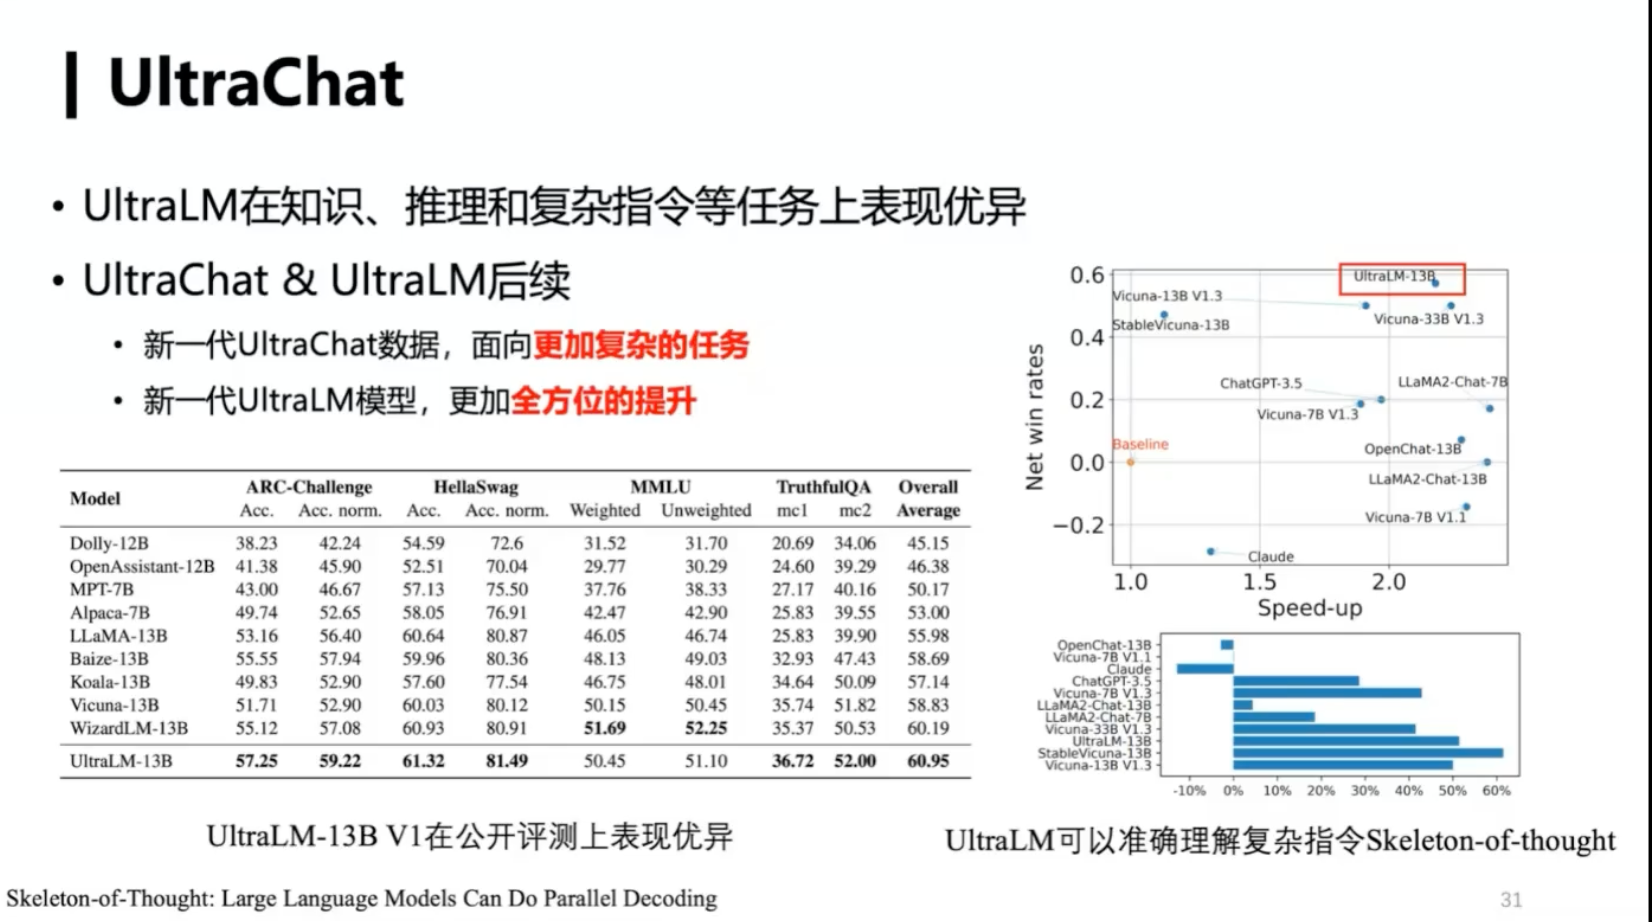 UltraChat
• UltraLM在知识、推理和复杂指令等任务上表现优异
• UltraChat & UltraLM后续
• 新一代UltraChat数据，面向更加复杂的任务
• 新一代UltraLM模型，更加全方位的提升
Model ARC-Challenge HellaSwag MMLU TruthfulQA Overall
Acc. Acc. norm. Acc. Acc. norm. Weighted Unweighted mc1 mc2 Average
Dolly-12B 38.23 42.24 54.59 72.6 31.52 31.70 20.69 34.06 45.15
OpenAssistant-12B 41.38 45.90 52.51 70.04 29.77 30.29 24.60 39.29 46.38
MPT-7B 43.00 46.67 57.13 75.50 37.76 38.33 27.17 40.16 50.17
Alpaca-7B 49.74 52.65 58.05 76.91 42.47 42.90 25.83 39.55 53.00
LLaMA-13B 53.16 56.40 60.64 80.87 46.05 46.74 25.83 39.90 55.98
Baize-13B 55.55 57.94 59.96 80.36 48.13 49.03 32.93 47.43 58.69
Koala-13B 49.83 52.90 57.60 77.54 46.75 48.01 34.64 50.09 57.14
Vicuna-13B 51.71 52.90 60.03 80.12 50.15 50.45 35.74 51.82 58.83
WizardLM-13B 55.12 57.08 60.93 80.91 51.69 52.25 35.37 50.53 60.19
UltraLM-13B 57.25 59.22 61.32 81.49 50.45 51.10 36.72 52.00 60.95
UltraLM-13B V1在公开评测上表现优异
Net win rates
0.6
0.4
0.2
0.0
−0.2
UltraLM-13B
Vicuna-13B V1.3
Vicuna-33B V1.3
StableVicuna-13B
ChatGPT-3.5
LLaMA2-Chat-7B
Vicuna-7B V1.3
Baseline
OpenChat-13B
LLaMA2-Chat-13B
Vicuna-7B V1.1
Claude
1.0 1.5 2.0
Speed-up
OpenChat-13B
Vicuna-7B V1.1
Claude
ChatGPT-3.5
Vicuna-7B V1.3
LLaMA2-Chat-13B
LLaMA2-Chat-7B
Vicuna-33B V1.3
UltraLM-13B
StableVicuna-13B
Vicuna-13B V1.3
-10% 0% 10% 20% 30% 40% 50% 60%
UltraLM可以准确理解复杂指令Skeleton-of-thought
Skeleton-of-Thought: Large Language Models Can Do Parallel Decoding
31